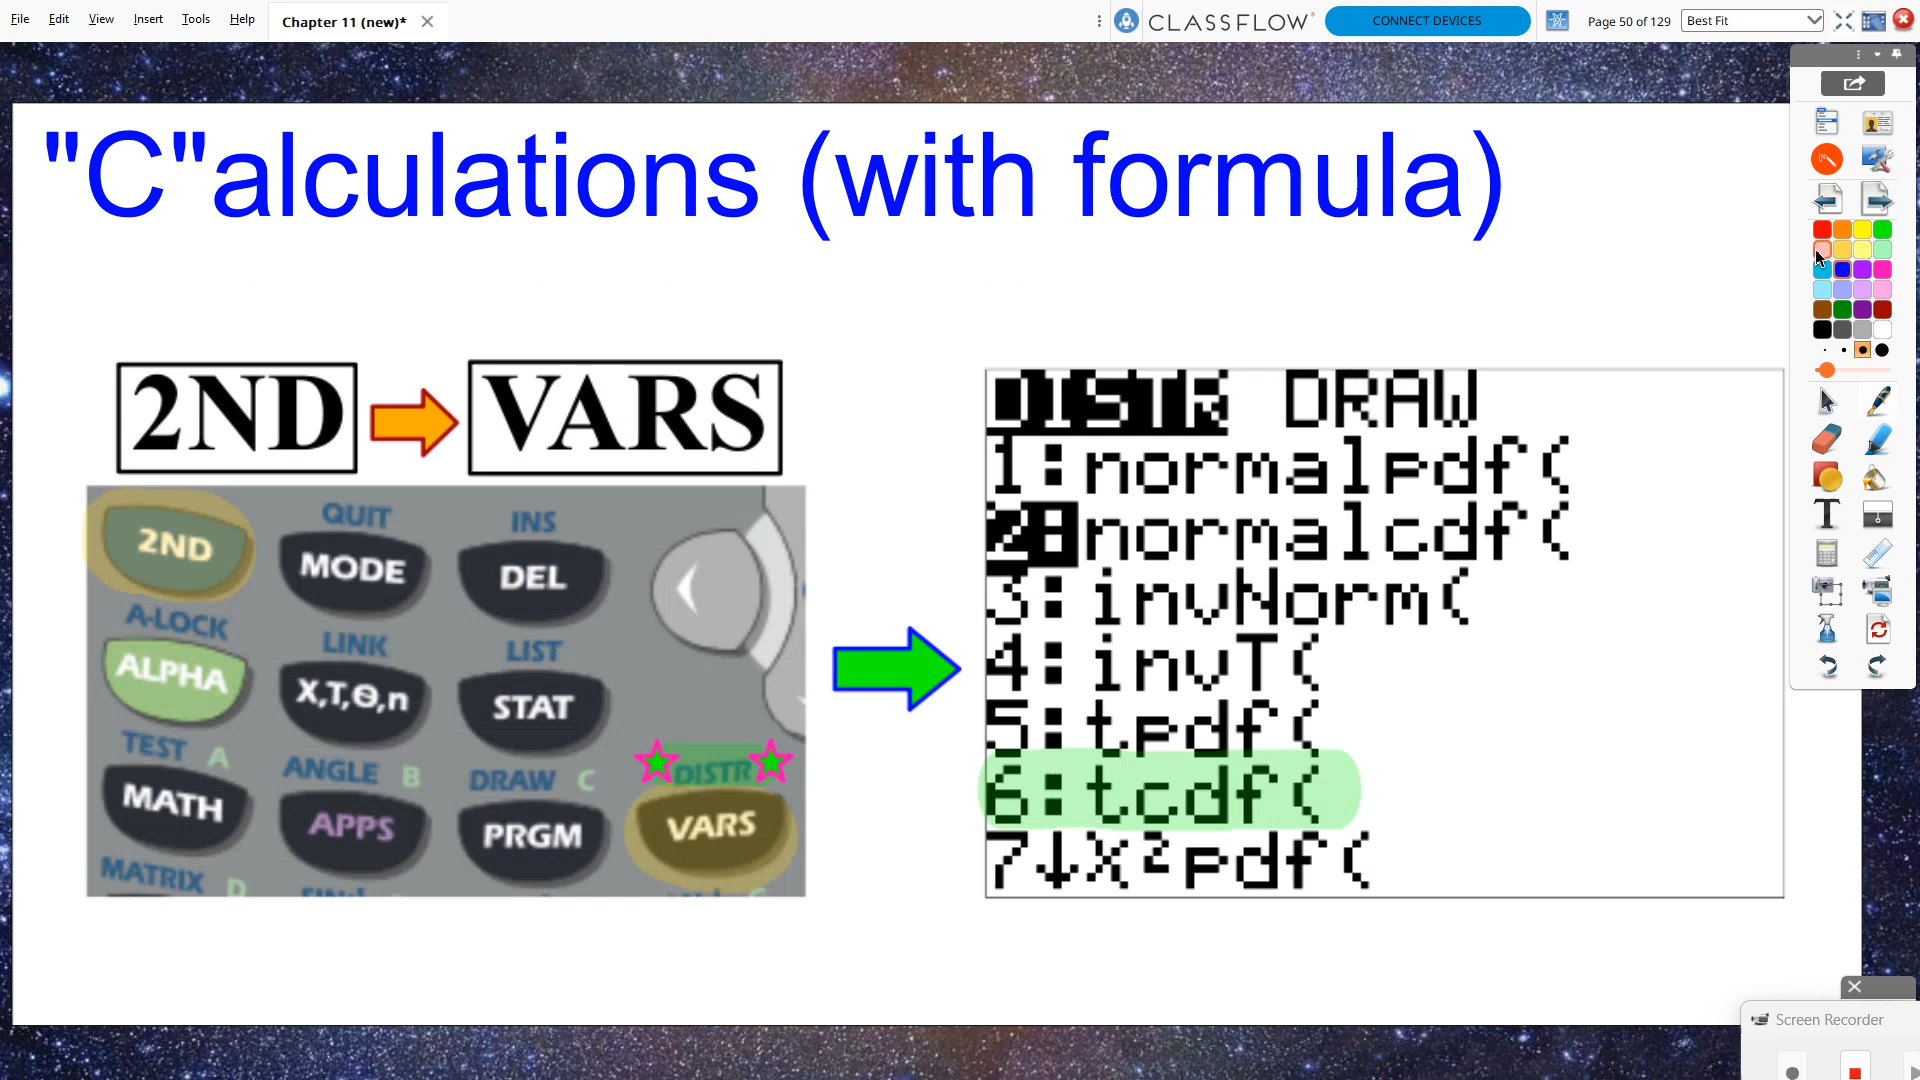 File Edit View Insert Tools Help Chapter 11 (new)* CLASSFLOW CONNECT DEVICES Page 50 of 129 Best Fit
"C"alculations (with formula)
2ND VARS
QUIT INS
2ND MODE DEL
A-LOCK LINK LIST
ALPHA X,T,Θ,n STAT
TEST A ANGLE B DRAW C DISTR
MATH APPS PRGM VARS
MATRIX D
DISTR DRAW
1:normalpdf(
2:normalcdf(
3:invNorm(
4:invT(
5:tpdf(
6:tcdf(
7↓X²pdf(
Screen Recorder